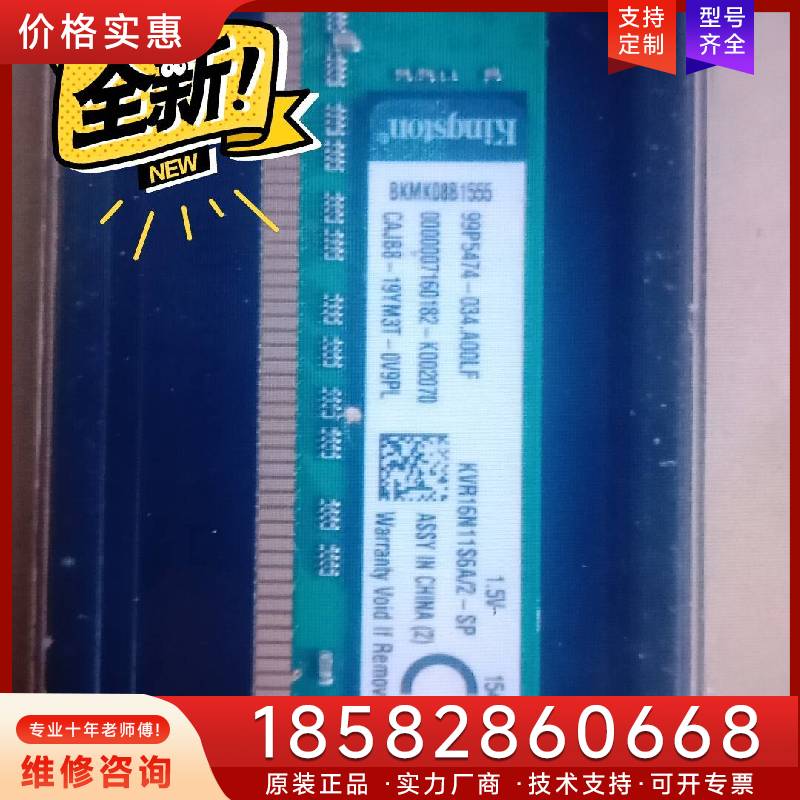 价格实惠
支持
定制
型号
齐全
全新!
NEW
Kingston
BKMK08B1555
99P5474-034.A00LF
0000007160182-K002070
CAJB8-19YM3T-0V9PL
1.5V
KVR16N11S6A/2-SP
ASSY IN CHINA (2)
Warranty Void If Remov
专业十年老师傅!
维修咨询
18582860668
原装正品·实力厂商·技术支持·可开专票